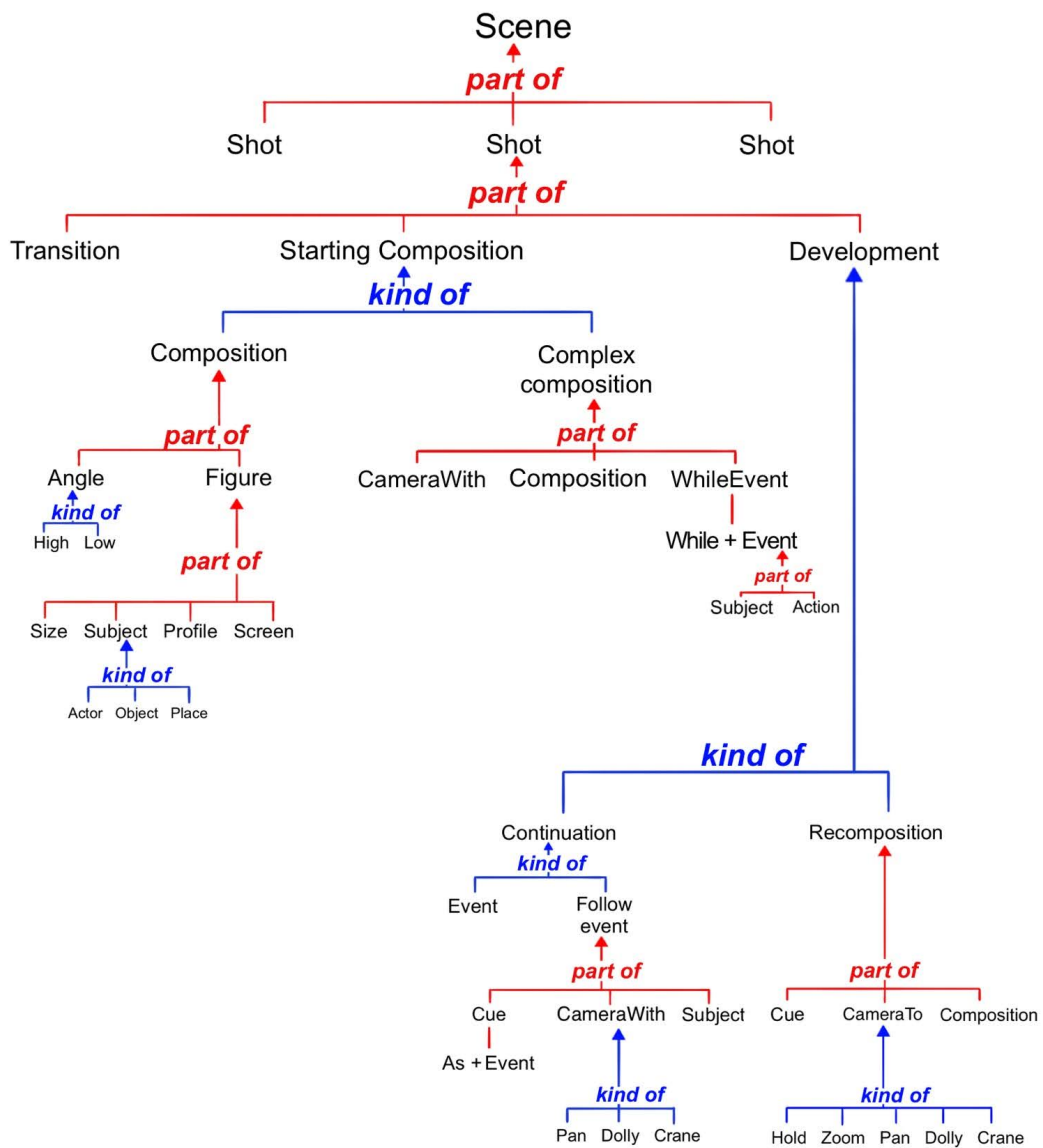 Scene
part of
Shot Shot Shot
part of
Transition Starting Composition Development
kind of
Composition Complex
composition
part of part of
Angle Figure CameraWith Composition WhileEvent
kind of
High Low While + Event
part of part of
Subject Action
Size Subject Profile Screen
kind of
Actor Object Place
kind of
Continuation Recomposition
kind of
Event Follow
event
part of part of
Cue CameraWith Subject Cue CameraTo Composition
As + Event
kind of kind of
Pan Dolly Crane Hold Zoom Pan Dolly Crane